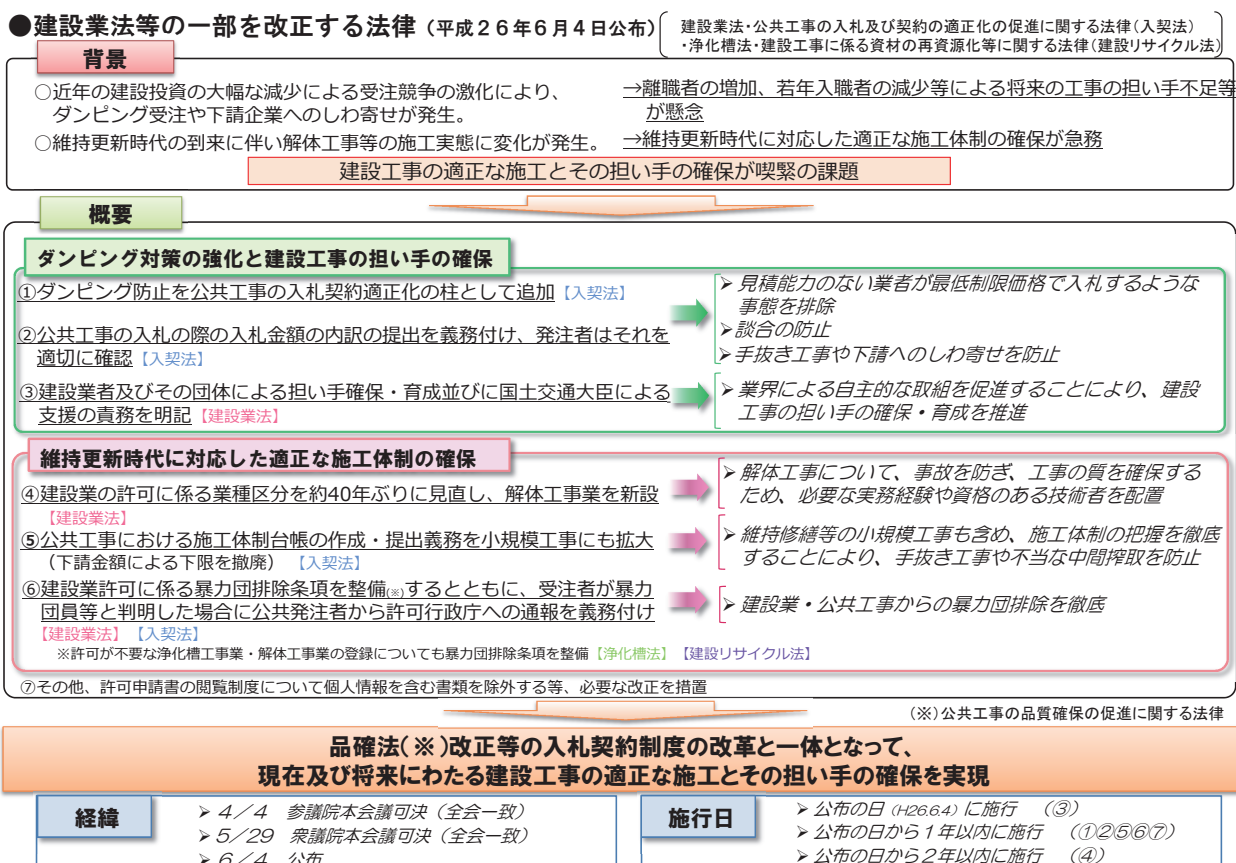 ●建設業法等の一部を改正する法律（平成２６年６月４日公布）
建設業法・公共工事の入札及び契約の適正化の促進に関する法律（入契法）
・浄化槽法・建設工事に係る資材の再資源化等に関する法律（建設リサイクル法）
背景
○近年の建設投資の大幅な減少による受注競争の激化により、
ダンピング受注や下請企業へのしわ寄せが発生。
→離職者の増加、若年入職者の減少等による将来の工事の担い手不足等
が懸念
○維持更新時代の到来に伴い解体工事等の施工実態に変化が発生。
→維持更新時代に対応した適正な施工体制の確保が急務
建設工事の適正な施工とその担い手の確保が喫緊の課題
概要
ダンピング対策の強化と建設工事の担い手の確保
①ダンピング防止を公共工事の入札契約適正化の柱として追加【入契法】
②公共工事の入札の際の入札金額の内訳の提出を義務付け、発注者はそれを
適切に確認【入契法】
➢見積能力のない業者が最低制限価格で入札するような
事態を排除
➢談合の防止
➢手抜き工事や下請へのしわ寄せを防止
③建設業者及びその団体による担い手確保・育成並びに国土交通大臣による
支援の責務を明記【建設業法】
➢業界による自主的な取組を促進することにより、建設
工事の担い手の確保・育成を推進
維持更新時代に対応した適正な施工体制の確保
④建設業の許可に係る業種区分を約40年ぶりに見直し、解体工事業を新設
【建設業法】
➢解体工事について、事故を防ぎ、工事の質を確保する
ため、必要な実務経験や資格のある技術者を配置
⑤公共工事における施工体制台帳の作成・提出義務を小規模工事にも拡大
（下請金額による下限を撤廃）【入契法】
➢維持修繕等の小規模工事も含め、施工体制の把握を徹底
することにより、手抜き工事や不当な中間搾取を防止
⑥建設業許可に係る暴力団排除条項を整備(※)するとともに、受注者が暴力
団員等と判明した場合に公共発注者から許可行政庁への通報を義務付け
【建設業法】【入契法】
➢建設業・公共工事からの暴力団排除を徹底
※許可が不要な浄化槽工事業・解体工事業の登録についても暴力団排除条項を整備【浄化槽法】【建設リサイクル法】
⑦その他、許可申請書の閲覧制度について個人情報を含む書類を除外する等、必要な改正を措置
（※）公共工事の品質確保の促進に関する法律
品確法（※）改正等の入札契約制度の改革と一体となって、
現在及び将来にわたる建設工事の適正な施工とその担い手の確保を実現
経緯
➢４／４ 参議院本会議可決（全会一致）
➢５／29 衆議院本会議可決（全会一致）
➢６／４ 公布
施行日
➢公布の日（H26.6.4）に施行 （③）
➢公布の日から１年以内に施行 （①②⑤⑥⑦）
➢公布の日から２年以内に施行 （④）